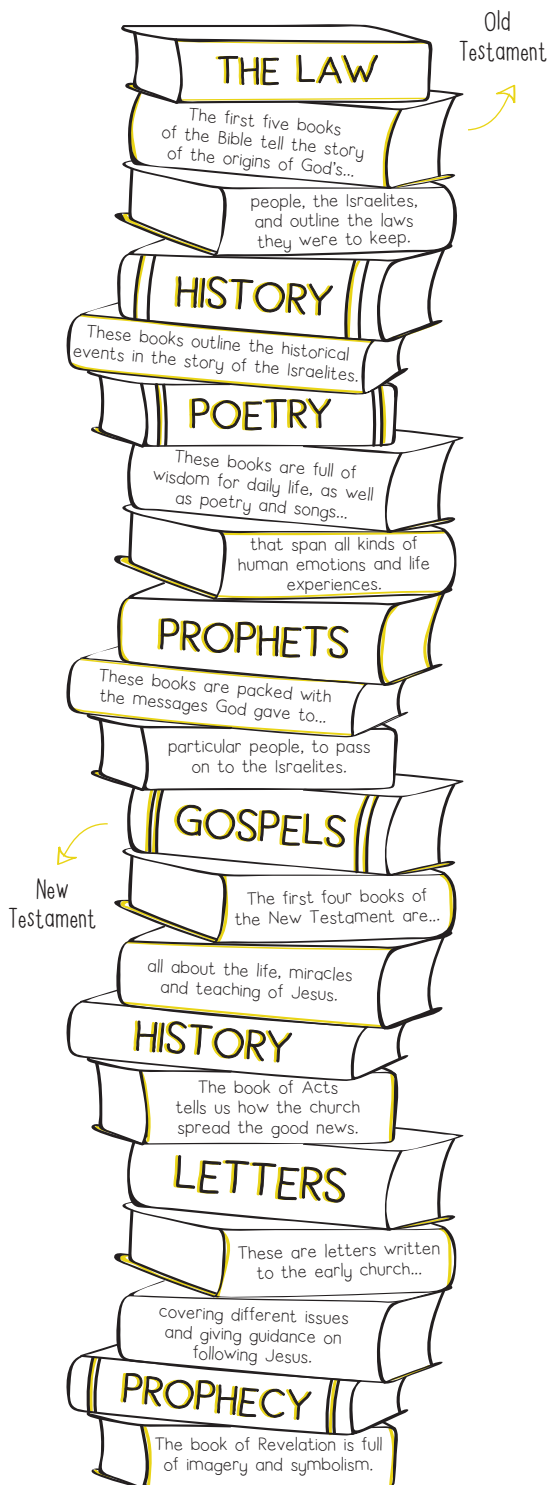 Old
Testament
THE LAW
The first five books
of the Bible tell the story
of the origins of God's...
people, the Israelites,
and outline the laws
they were to keep.
HISTORY
These books outline the historical
events in the story of the Israelites.
POETRY
These books are full of
wisdom for daily life, as well
as poetry and songs...
that span all kinds of
human emotions and life
experiences.
PROPHETS
These books are packed with
the messages God gave to...
particular people, to pass
on to the Israelites.
GOSPELS
New
Testament
The first four books of
the New Testament are...
all about the life, miracles
and teaching of Jesus.
HISTORY
The book of Acts
tells us how the church
spread the good news.
LETTERS
These are letters written
to the early church...
covering different issues
and giving guidance on
following Jesus.
PROPHECY
The book of Revelation is full
of imagery and symbolism.